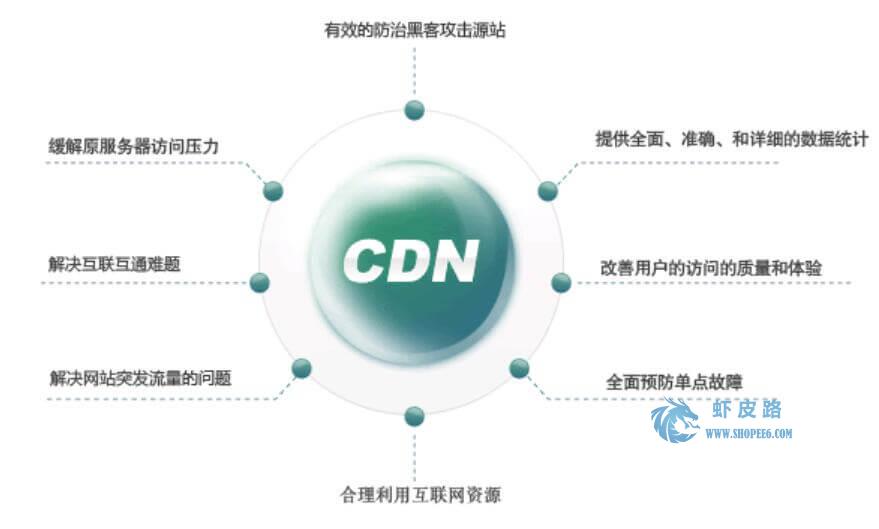 有效的防治黑客攻击源站
缓解原服务器访问压力
提供全面、准确、和详细的数据统计
解决互联互通难题
CDN
改善用户的访问的质量和体验
解决网站突发流量的问题
全面预防单点故障
虾皮路
WWW.SHOPEE6.COM
合理利用互联网资源